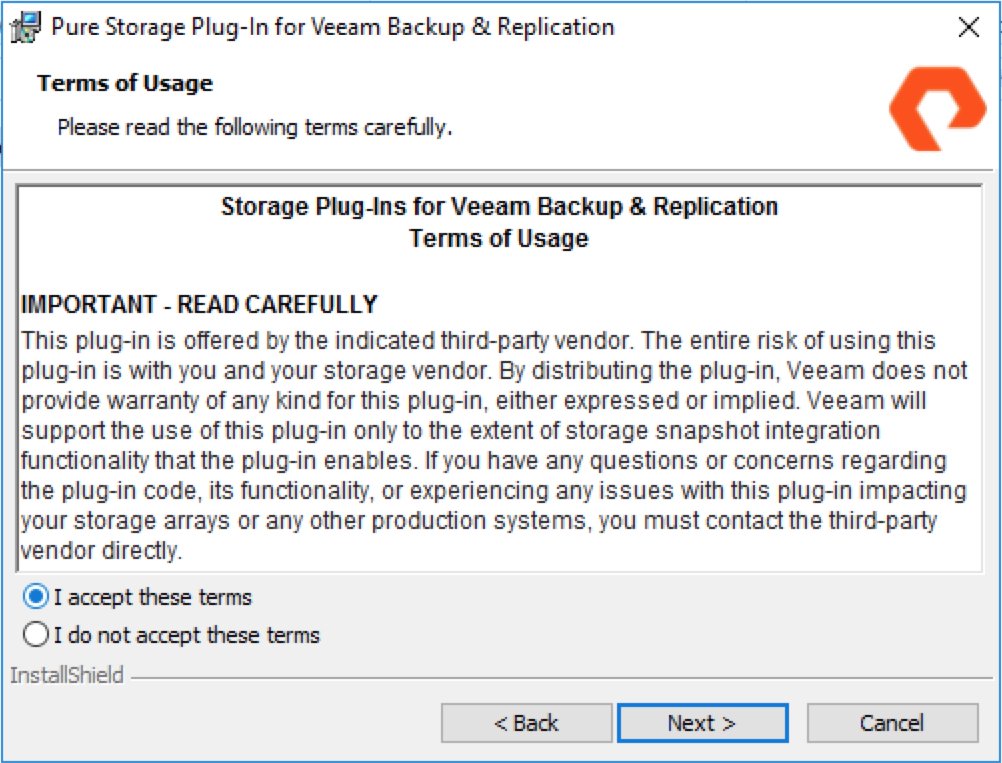 Pure Storage Plug-In for Veeam Backup & Replication
Terms of Usage
Please read the following terms carefully.
Storage Plug-Ins for Veeam Backup & Replication
Terms of Usage
IMPORTANT - READ CAREFULLY
This plug-in is offered by the indicated third-party vendor. The entire risk of using this
plug-in is with you and your storage vendor. By distributing the plug-in, Veeam does not
provide warranty of any kind for this plug-in, either expressed or implied. Veeam will
support the use of this plug-in only to the extent of storage snapshot integration
functionality that the plug-in enables. If you have any questions or concerns regarding
the plug-in code, its functionality, or experiencing any issues with this plug-in impacting
your storage arrays or any other production systems, you must contact the third-party
vendor directly.
I accept these terms
I do not accept these terms
InstallShield
< Back
Next >
Cancel